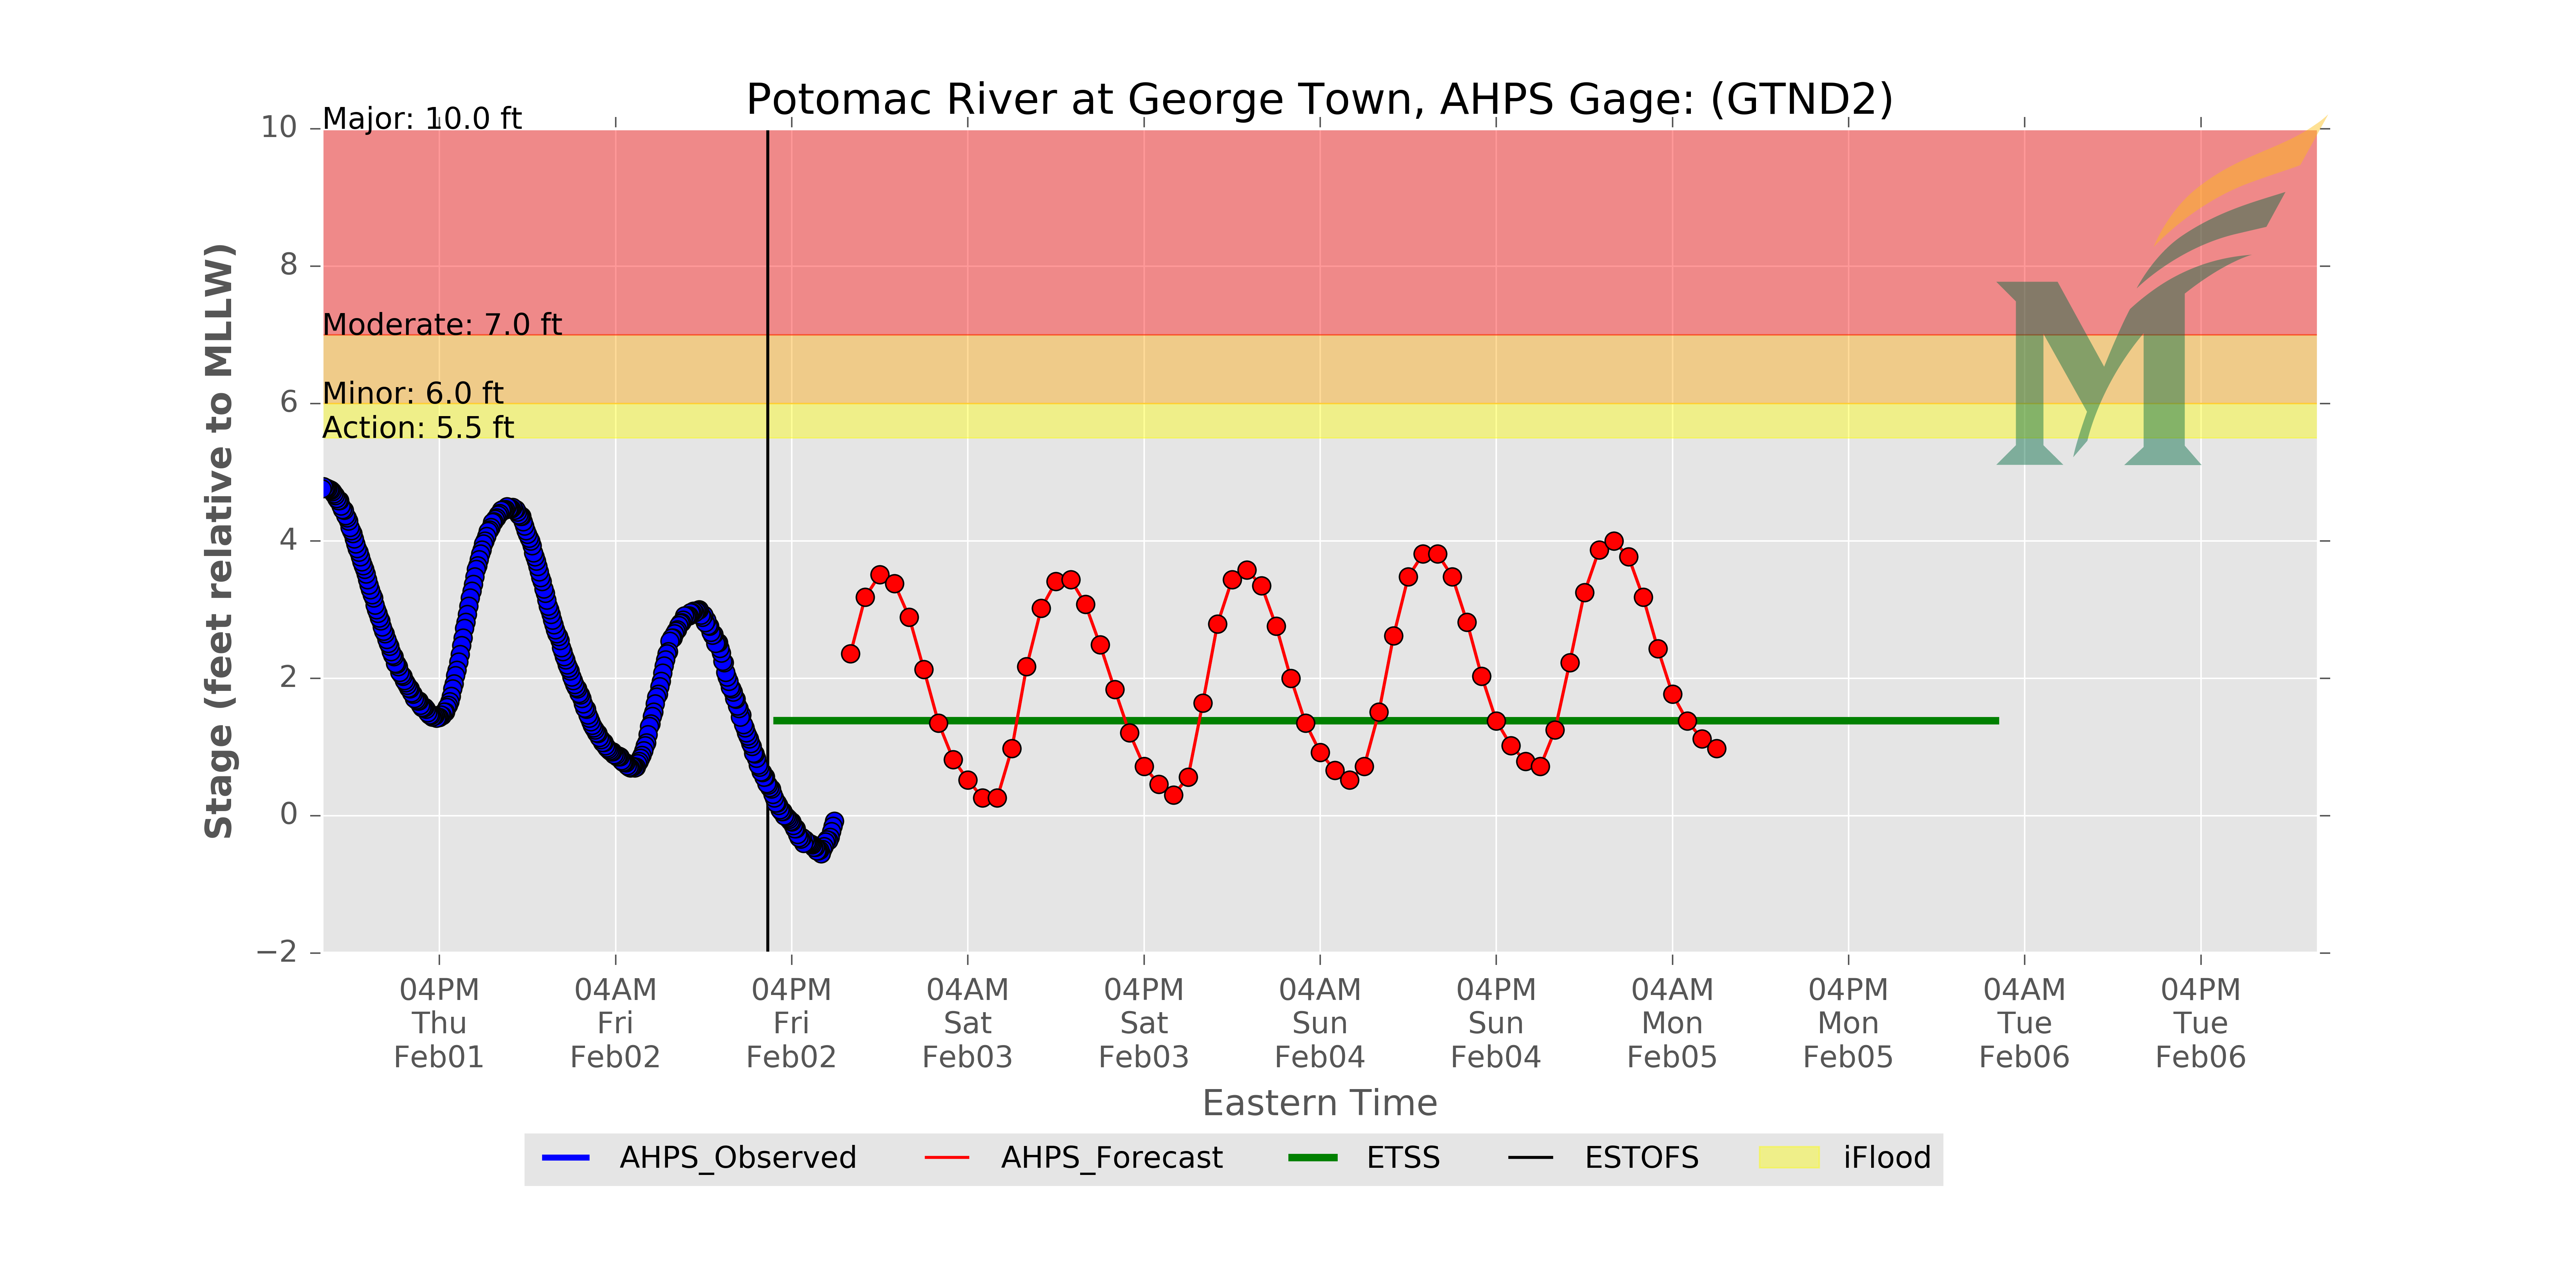 Potomac River at George Town, AHPS Gage: (GTND2)
Major: 10.0 ft
Moderate: 7.0 ft
Minor: 6.0 ft
Action: 5.5 ft
Stage (feet relative to MLLW)
10
8
6
4
2
0
−2
04PM 04AM 04PM 04AM 04PM 04AM 04PM 04AM 04PM 04AM 04PM
Thu Fri Fri Sat Sat Sun Sun Mon Mon Tue Tue
Feb01 Feb02 Feb02 Feb03 Feb03 Feb04 Feb04 Feb05 Feb05 Feb06 Feb06
Eastern Time
AHPS_Observed AHPS_Forecast ETSS ESTOFS iFlood
M